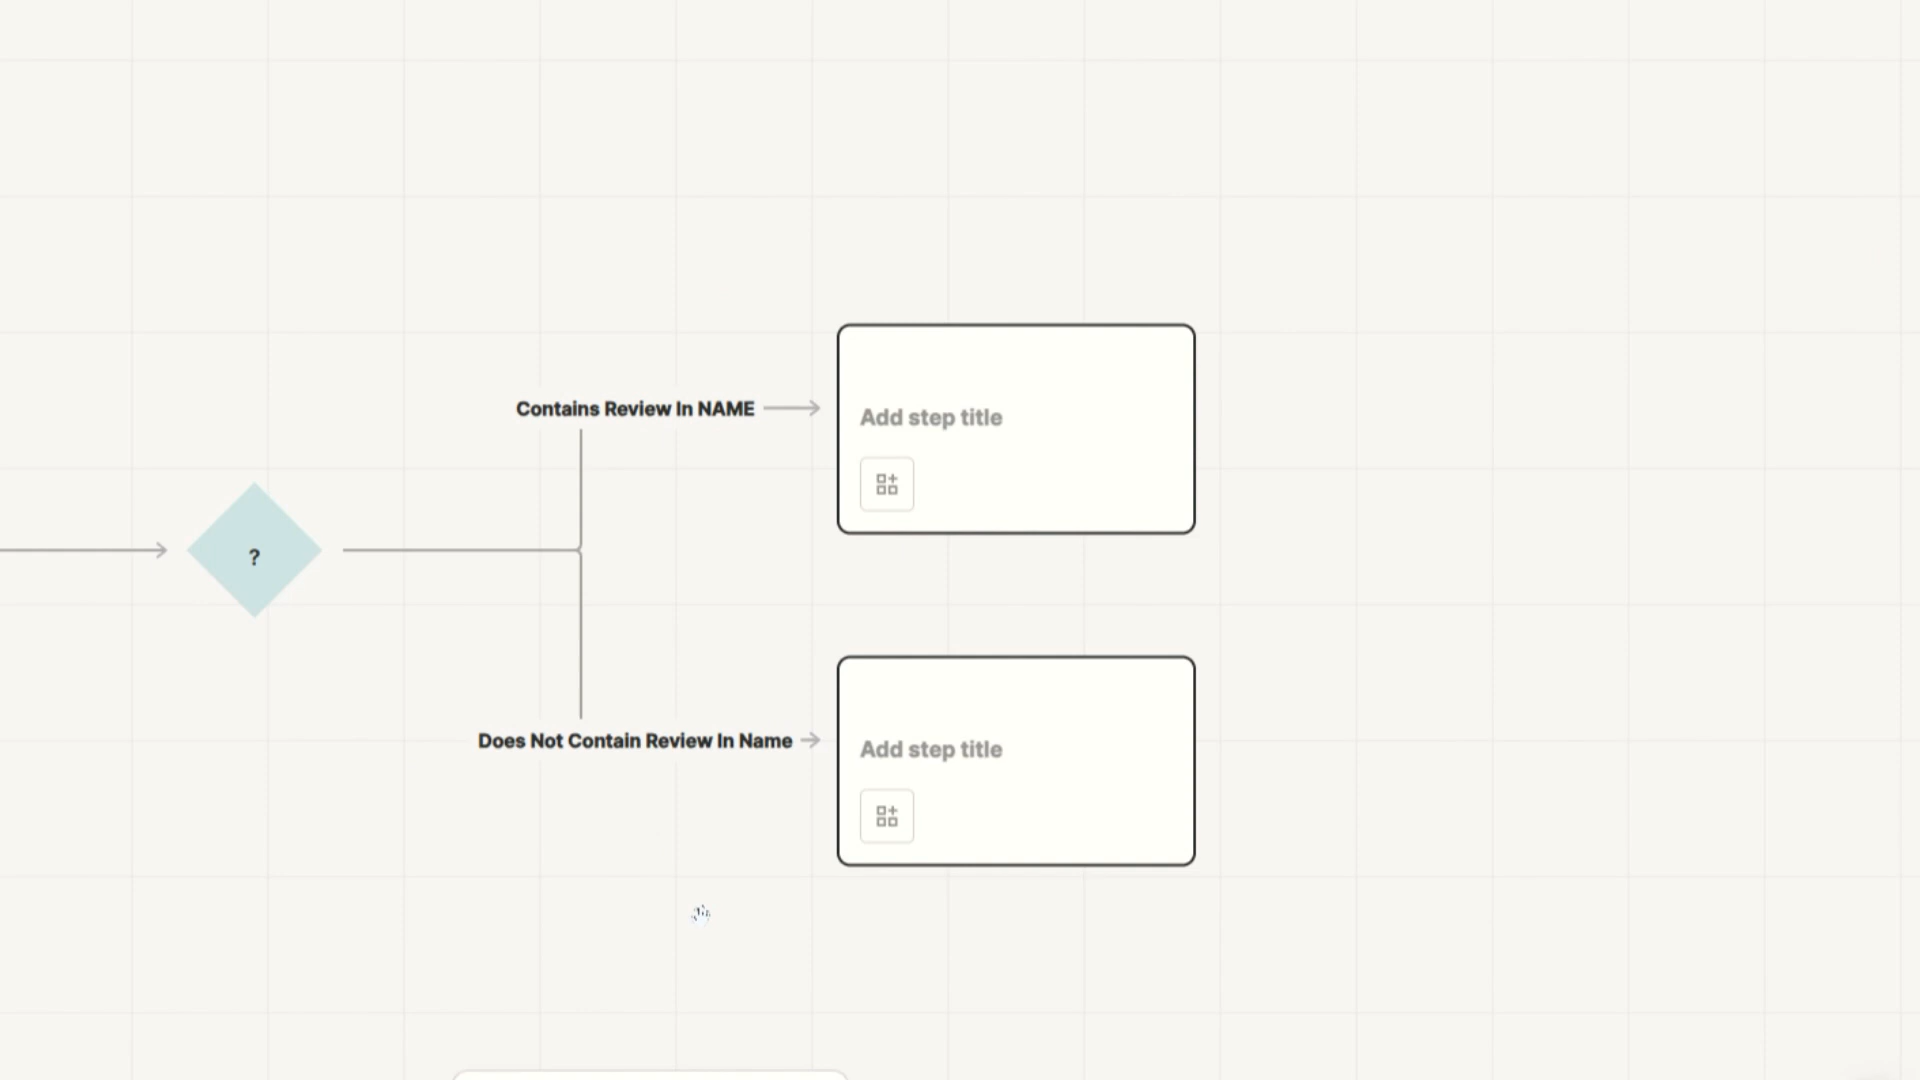 Contains Review In NAME
Add step title
?
Does Not Contain Review In Name
Add step title